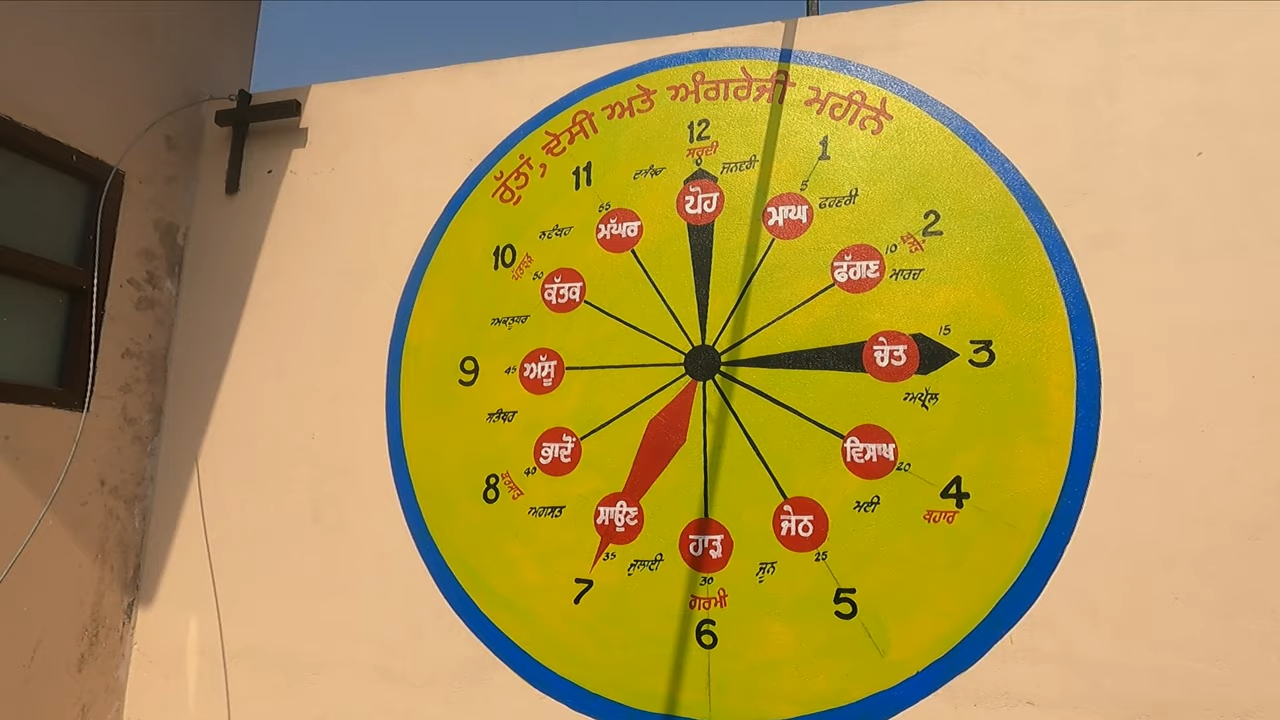 ਰੁੱਤਾਂ, ਦੇਸੀ ਅਤੇ ਅੰਗਰੇਜੀ ਮਹੀਨੇ
12
ਸਰਦੀ
0
ਦਸੰਬਰ
ਜਨਵਰੀ
ਪੋਹ
1
5
ਫਰਵਰੀ
ਮਾਘ
2
ਬਸੰਤ
10
ਮਾਰਚ
ਫੱਗਣ
3
15
ਚੇਤ
ਅਪ੍ਰੈਲ
ਵਿਸਾਖ
20
4
ਬਹਾਰ
ਮਈ
ਜੇਠ
25
5
ਜੂਨ
ਹਾੜ
30
ਗਰਮੀ
6
ਸਾਉਣ
35
ਜੁਲਾਈ
7
ਭਾਦੋਂ
40
8
ਬਰਸਾਤ
ਅਗਸਤ
ਅੱਸੂ
45
9
ਸਤੰਬਰ
ਕੱਤਕ
50
10
ਪੱਤਝੜ
ਅਕਤੂਬਰ
ਮੱਘਰ
55
11
ਨਵੰਬਰ